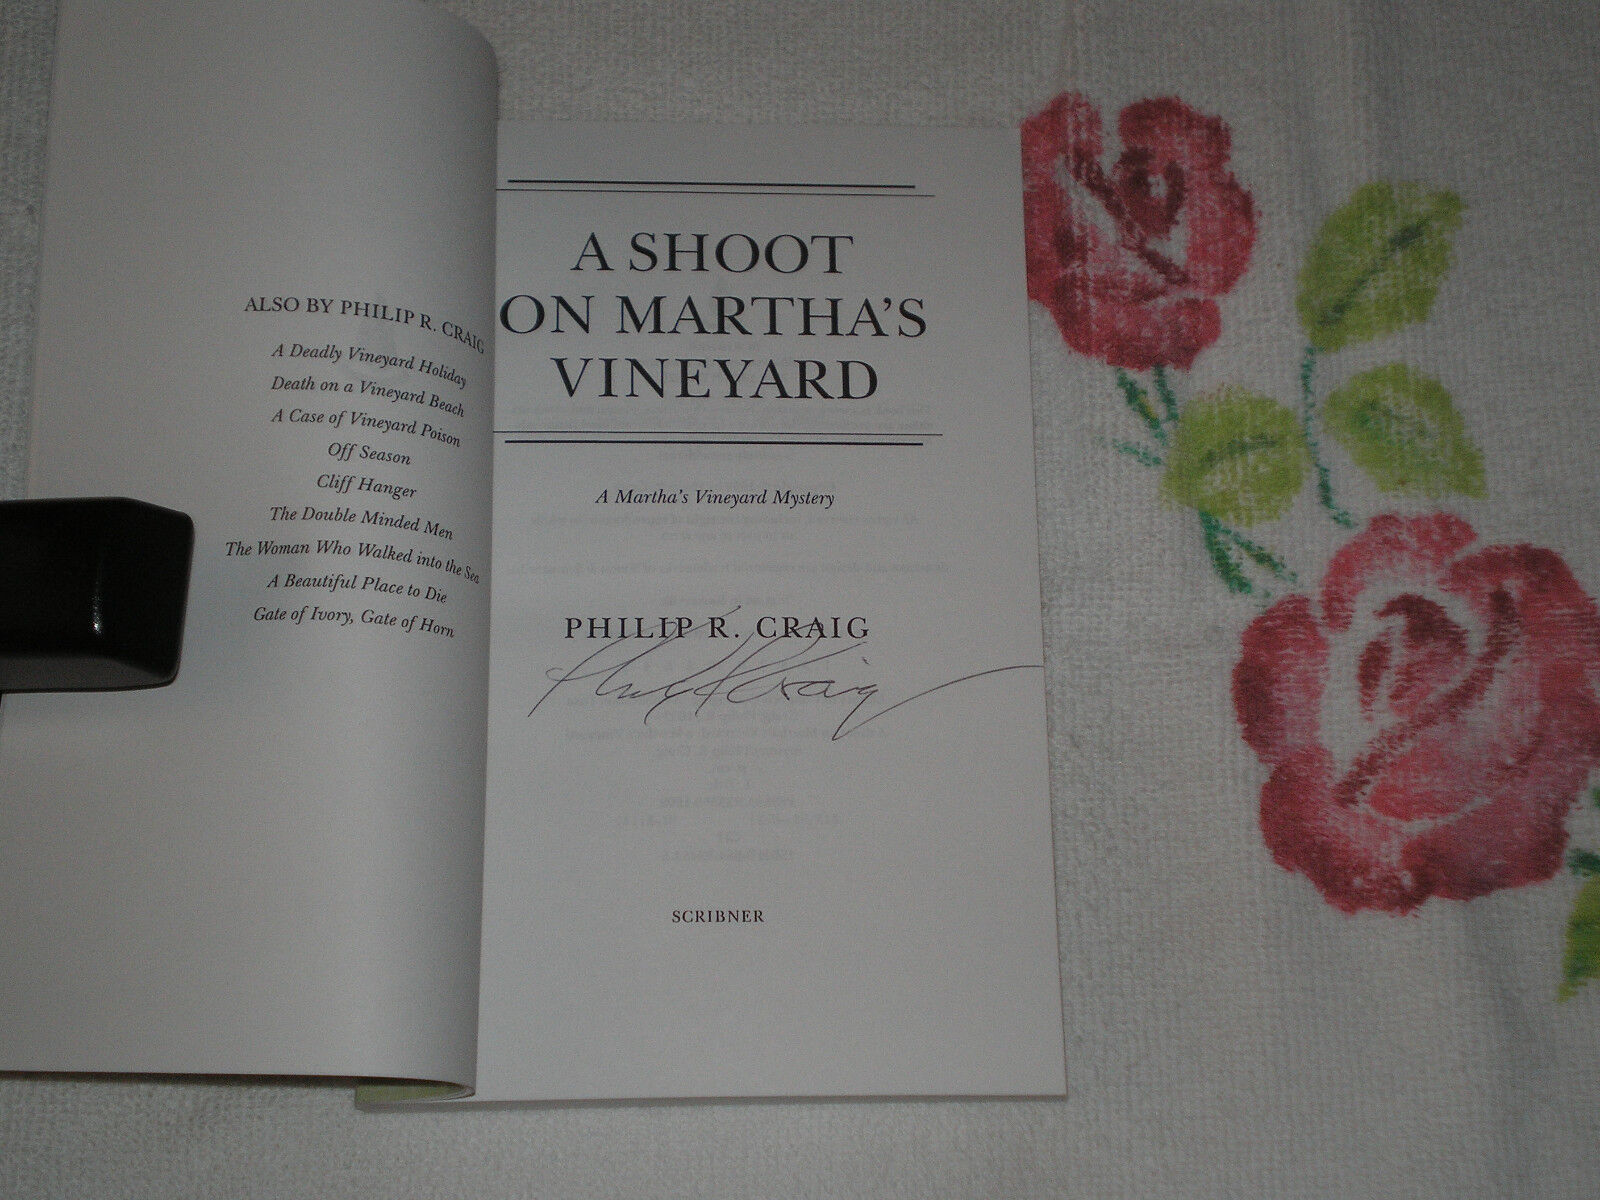 ALSO BY PHILIP R. CRAIG
A Deadly Vineyard Holiday
Death on a Vineyard Beach
A Case of Vineyard Poison
Off Season
Cliff Hanger
The Double Minded Men
The Woman Who Walked into the Sea
A Beautiful Place to Die
Gate of Ivory, Gate of Horn
A SHOOT
ON MARTHA'S
VINEYARD
A Martha's Vineyard Mystery
PHILIP R. CRAIG
Philip R. Craig
SCRIBNER